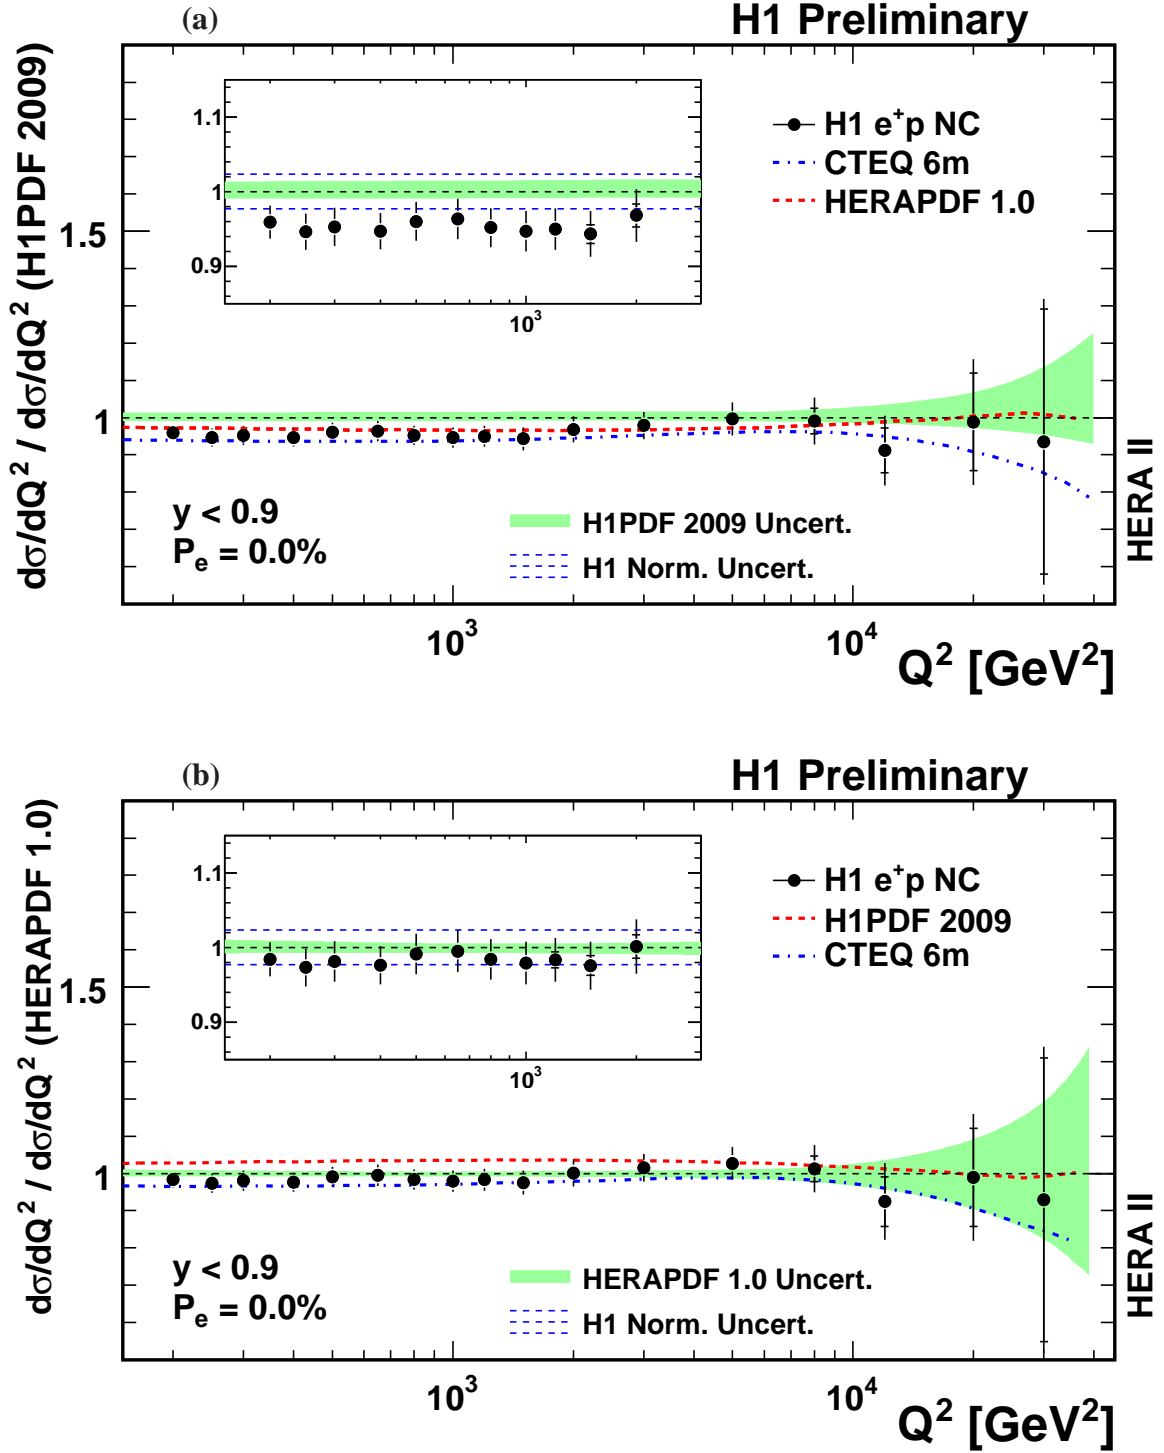 (a)
H1 Preliminary
dσ/dQ² / dσ/dQ² (H1PDF 2009)
1.5
1
1.1
1
0.9
10³
H1 e⁺p NC
CTEQ 6m
HERAPDF 1.0
y < 0.9
Pₑ = 0.0%
H1PDF 2009 Uncert.
H1 Norm. Uncert.
HERA II
10³
10⁴
Q² [GeV²]
(b)
H1 Preliminary
dσ/dQ² / dσ/dQ² (HERAPDF 1.0)
1.5
1
1.1
1
0.9
10³
H1 e⁺p NC
H1PDF 2009
CTEQ 6m
y < 0.9
Pₑ = 0.0%
HERAPDF 1.0 Uncert.
H1 Norm. Uncert.
HERA II
10³
10⁴
Q² [GeV²]